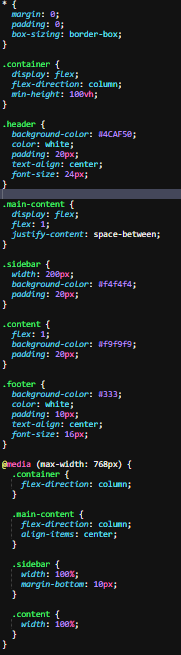 * {
margin: 0;
padding: 0;
box-sizing: border-box;
}
.container {
display: flex;
flex-direction: column;
min-height: 100vh;
}
.header {
background-color: #4CAF50;
color: white;
padding: 20px;
text-align: center;
font-size: 24px;
}
.main-content {
display: flex;
flex: 1;
justify-content: space-between;
}
.sidebar {
width: 200px;
background-color: #f4f4f4;
padding: 20px;
}
.content {
flex: 1;
background-color: #f9f9f9;
padding: 20px;
}
.footer {
background-color: #333;
color: white;
padding: 10px;
text-align: center;
font-size: 16px;
}
@media (max-width: 768px) {
.container {
flex-direction: column;
}
.main-content {
flex-direction: column;
align-items: center;
}
.sidebar {
width: 100%;
margin-bottom: 10px;
}
.content {
width: 100%;
}
}